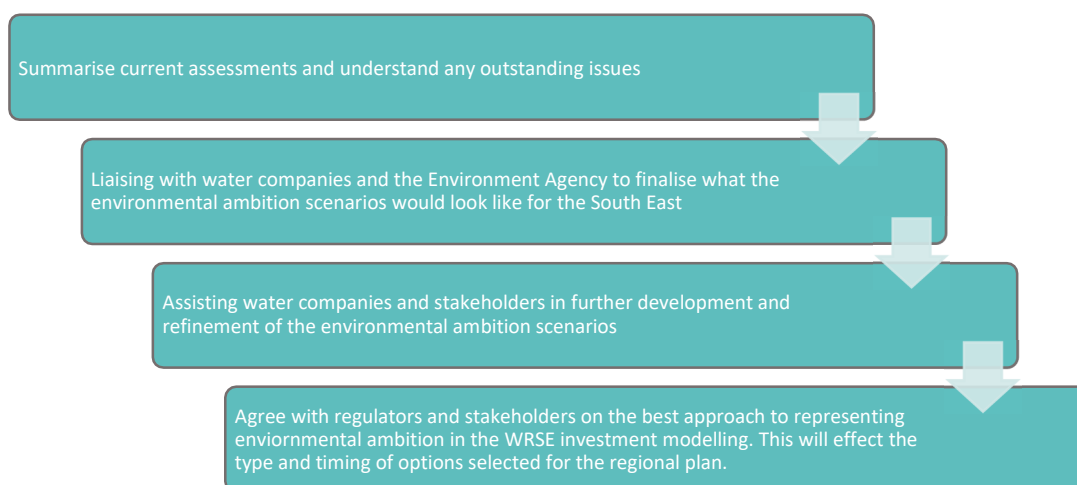 Summarise current assessments and understand any outstanding issues
Liaising with water companies and the Environment Agency to finalise what the
environmental ambition scenarios would look like for the South East
Assisting water companies and stakeholders in further development and
refinement of the environmental ambition scenarios
Agree with regulators and stakeholders on the best approach to representing
enviornmental ambition in the WRSE investment modelling. This will effect the
type and timing of options selected for the regional plan.